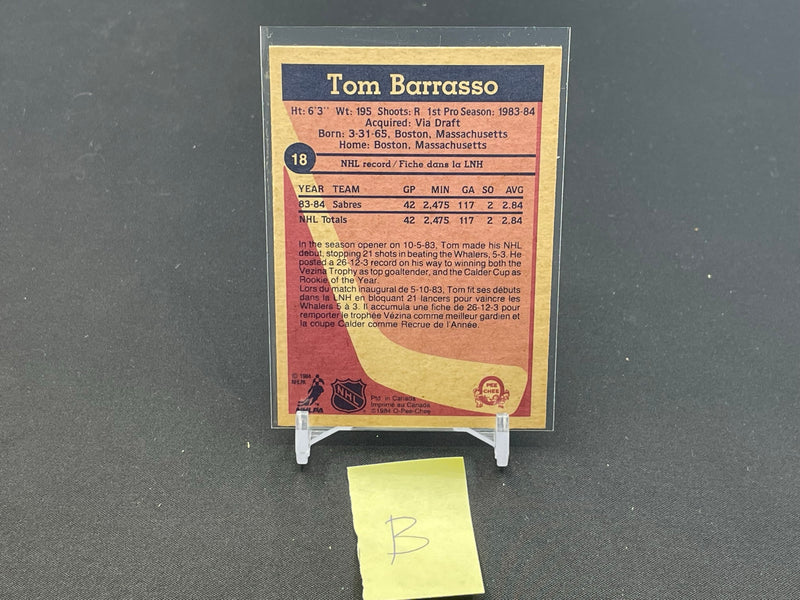 Tom Barrasso
Ht: 6'3" Wt: 195 Shoots: R 1st Pro Season: 1983-84
Acquired: Via Draft
Born: 3-31-65, Boston, Massachusetts
Home: Boston, Massachusetts
18
NHL record/Fiche dans la LNH
YEAR TEAM GP MIN GA SO AVG
83-84 Sabres 42 2,475 117 2 2.84
NHL Totals 42 2,475 117 2 2.84
In the season opener on 10-5-83, Tom made his NHL
debut, stopping 21 shots in beating the Whalers, 5-3. He
posted a 26-12-3 record on his way to winning both the
Vezina Trophy as top goaltender, and the Calder Cup as
Rookie of the Year.
Lors du match inaugural de 5-10-83, Tom fit ses débuts
dans la LNH en bloquant 21 lancers pour vaincre les
Whalers 5 à 3. Il accumula une fiche de 26-12-3 pour
remporter le trophée Vézina comme meilleur gardien et
la coupe Calder comme Recrue de l'Année.
© 1984
NHLPA
NHLPA
NHL
Ptd. in Canada
Imprimé au Canada
©1984 O-Pee-Chee
O
PEE
CHEE
B